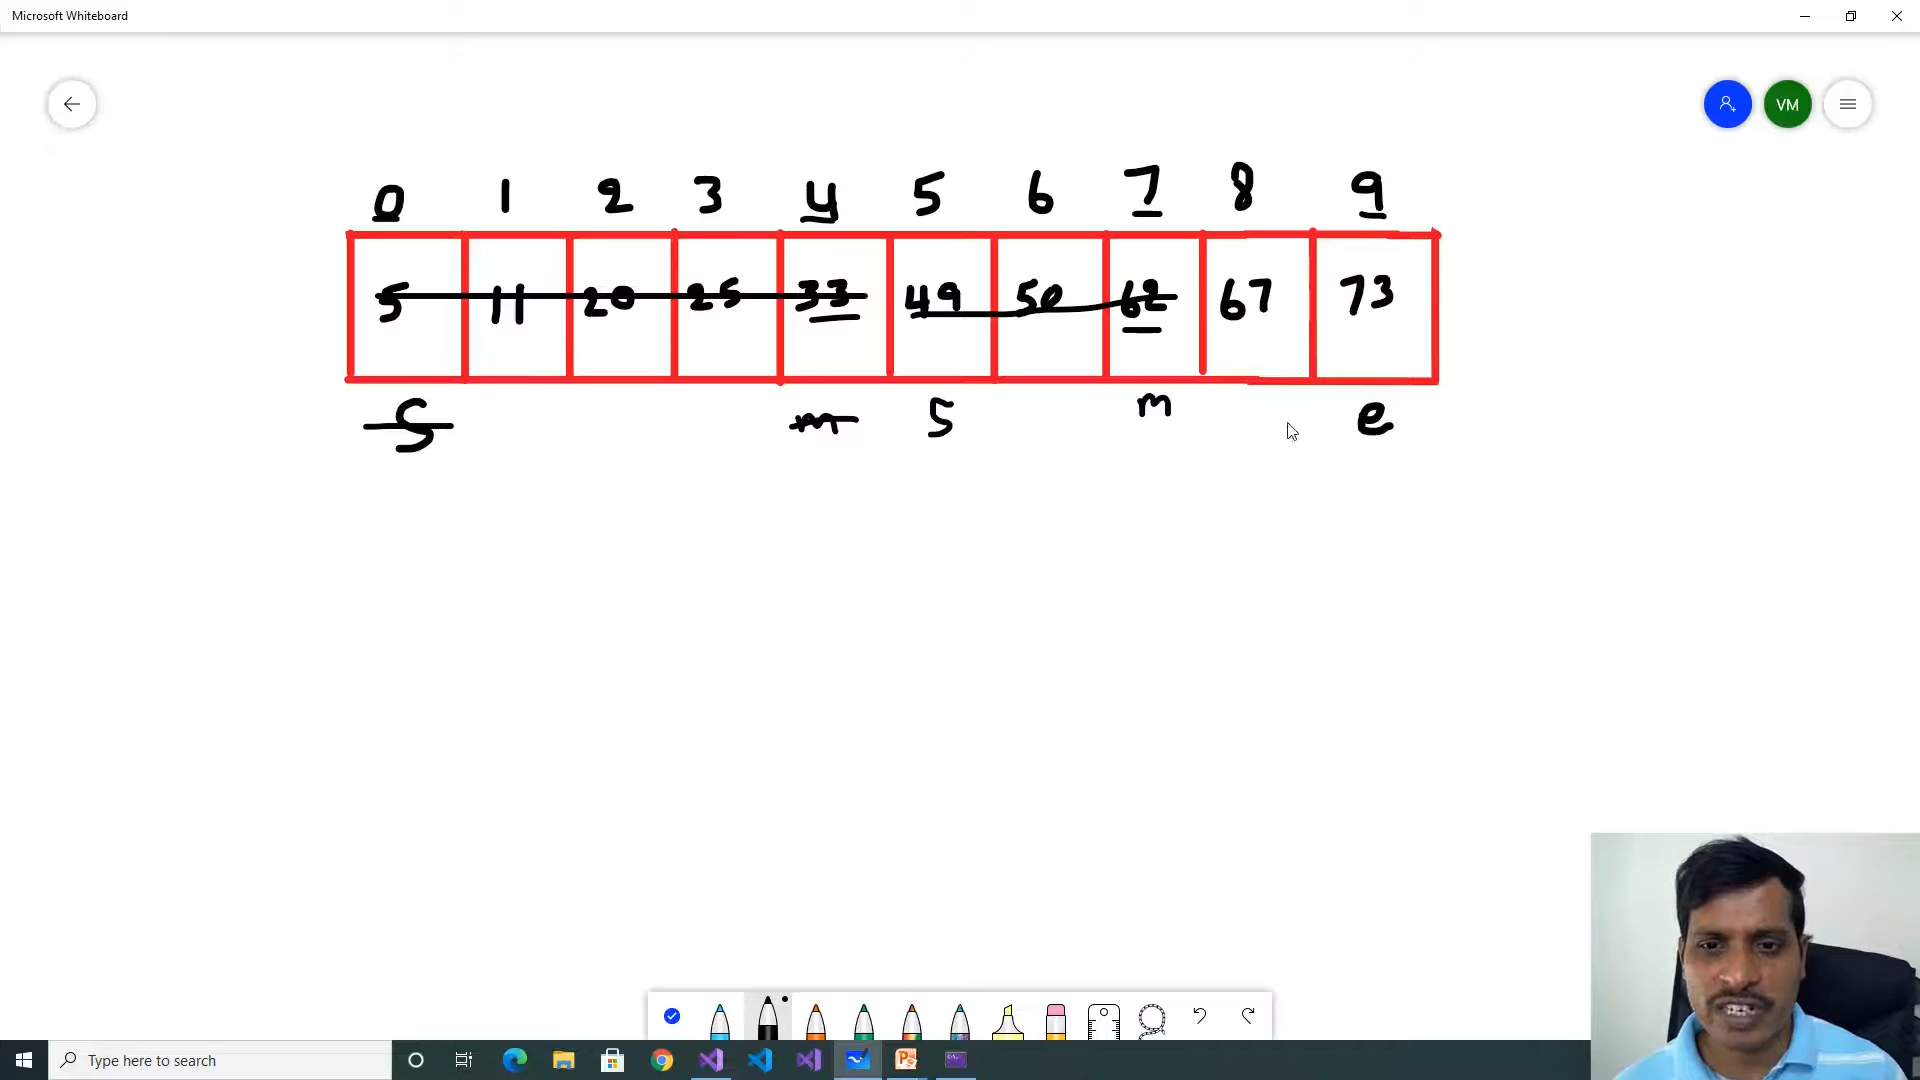 Microsoft Whiteboard
VM
0 1 2 3 4 5 6 7 8 9
5 11 20 25 33 49 50 62 67 73
S m S m e
Type here to search